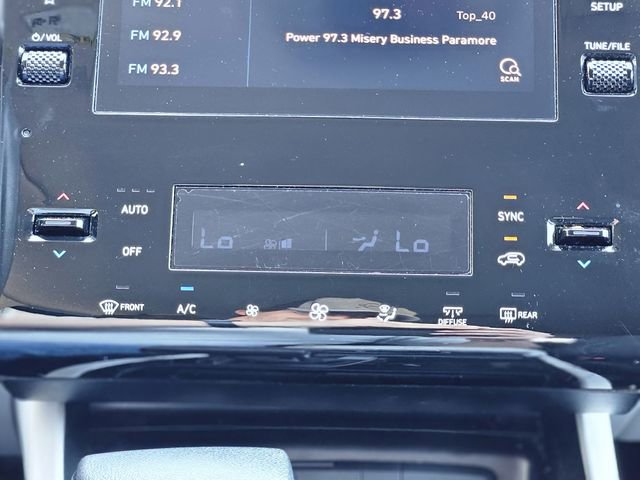 FM 92.1
FM 92.9
FM 93.3
97.3
Top_40
Power 97.3 Misery Business Paramore
SCAN
SETUP
/VOL
TUNE/FILE
AUTO
OFF
SYNC
Lo
Lo
FRONT
A/C
DIFFUSE
REAR